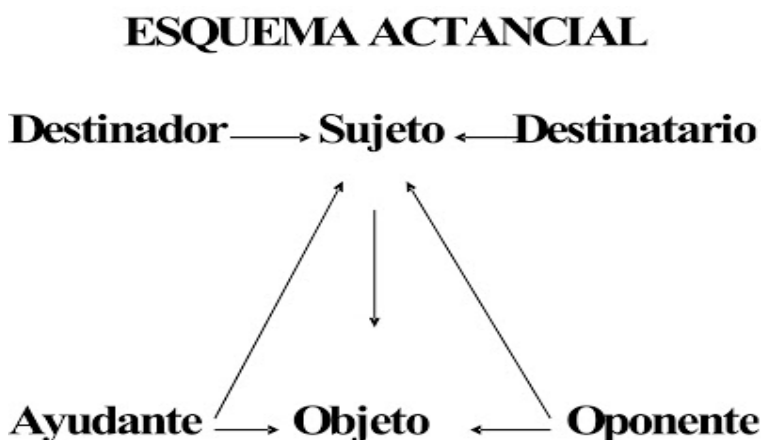 ESQUEMA ACTANCIAL
Destinador Sujeto Destinatario
Ayudante Objeto Oponente